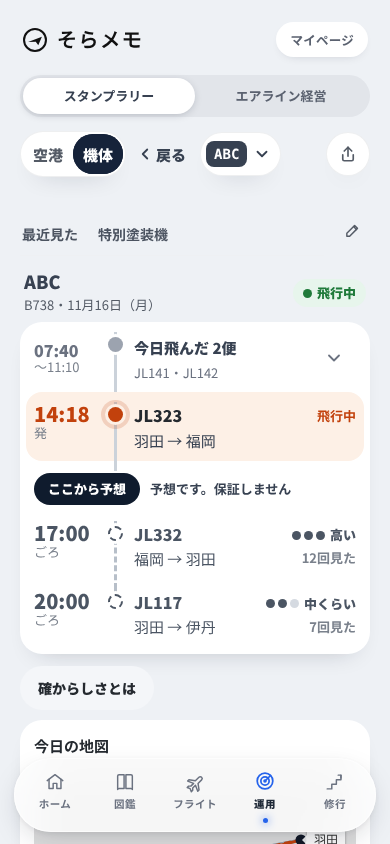 そらメモ
マイページ
スタンプラリー
エアライン経営
空港
機体
戻る
ABC
最近見た
特別塗装機
ABC
B738・11月16日（月）
飛行中
07:40
〜11:10
今日飛んだ 2便
JL141・JL142
14:18
発
JL323
羽田 → 福岡
飛行中
ここから予想
予想です。保証しません
17:00
ごろ
JL332
福岡 → 羽田
高い
12回見た
20:00
ごろ
JL117
羽田 → 伊丹
中くらい
7回見た
確からしさとは
今日の地図
ホーム
図鑑
フライト
運用
修行
羽田